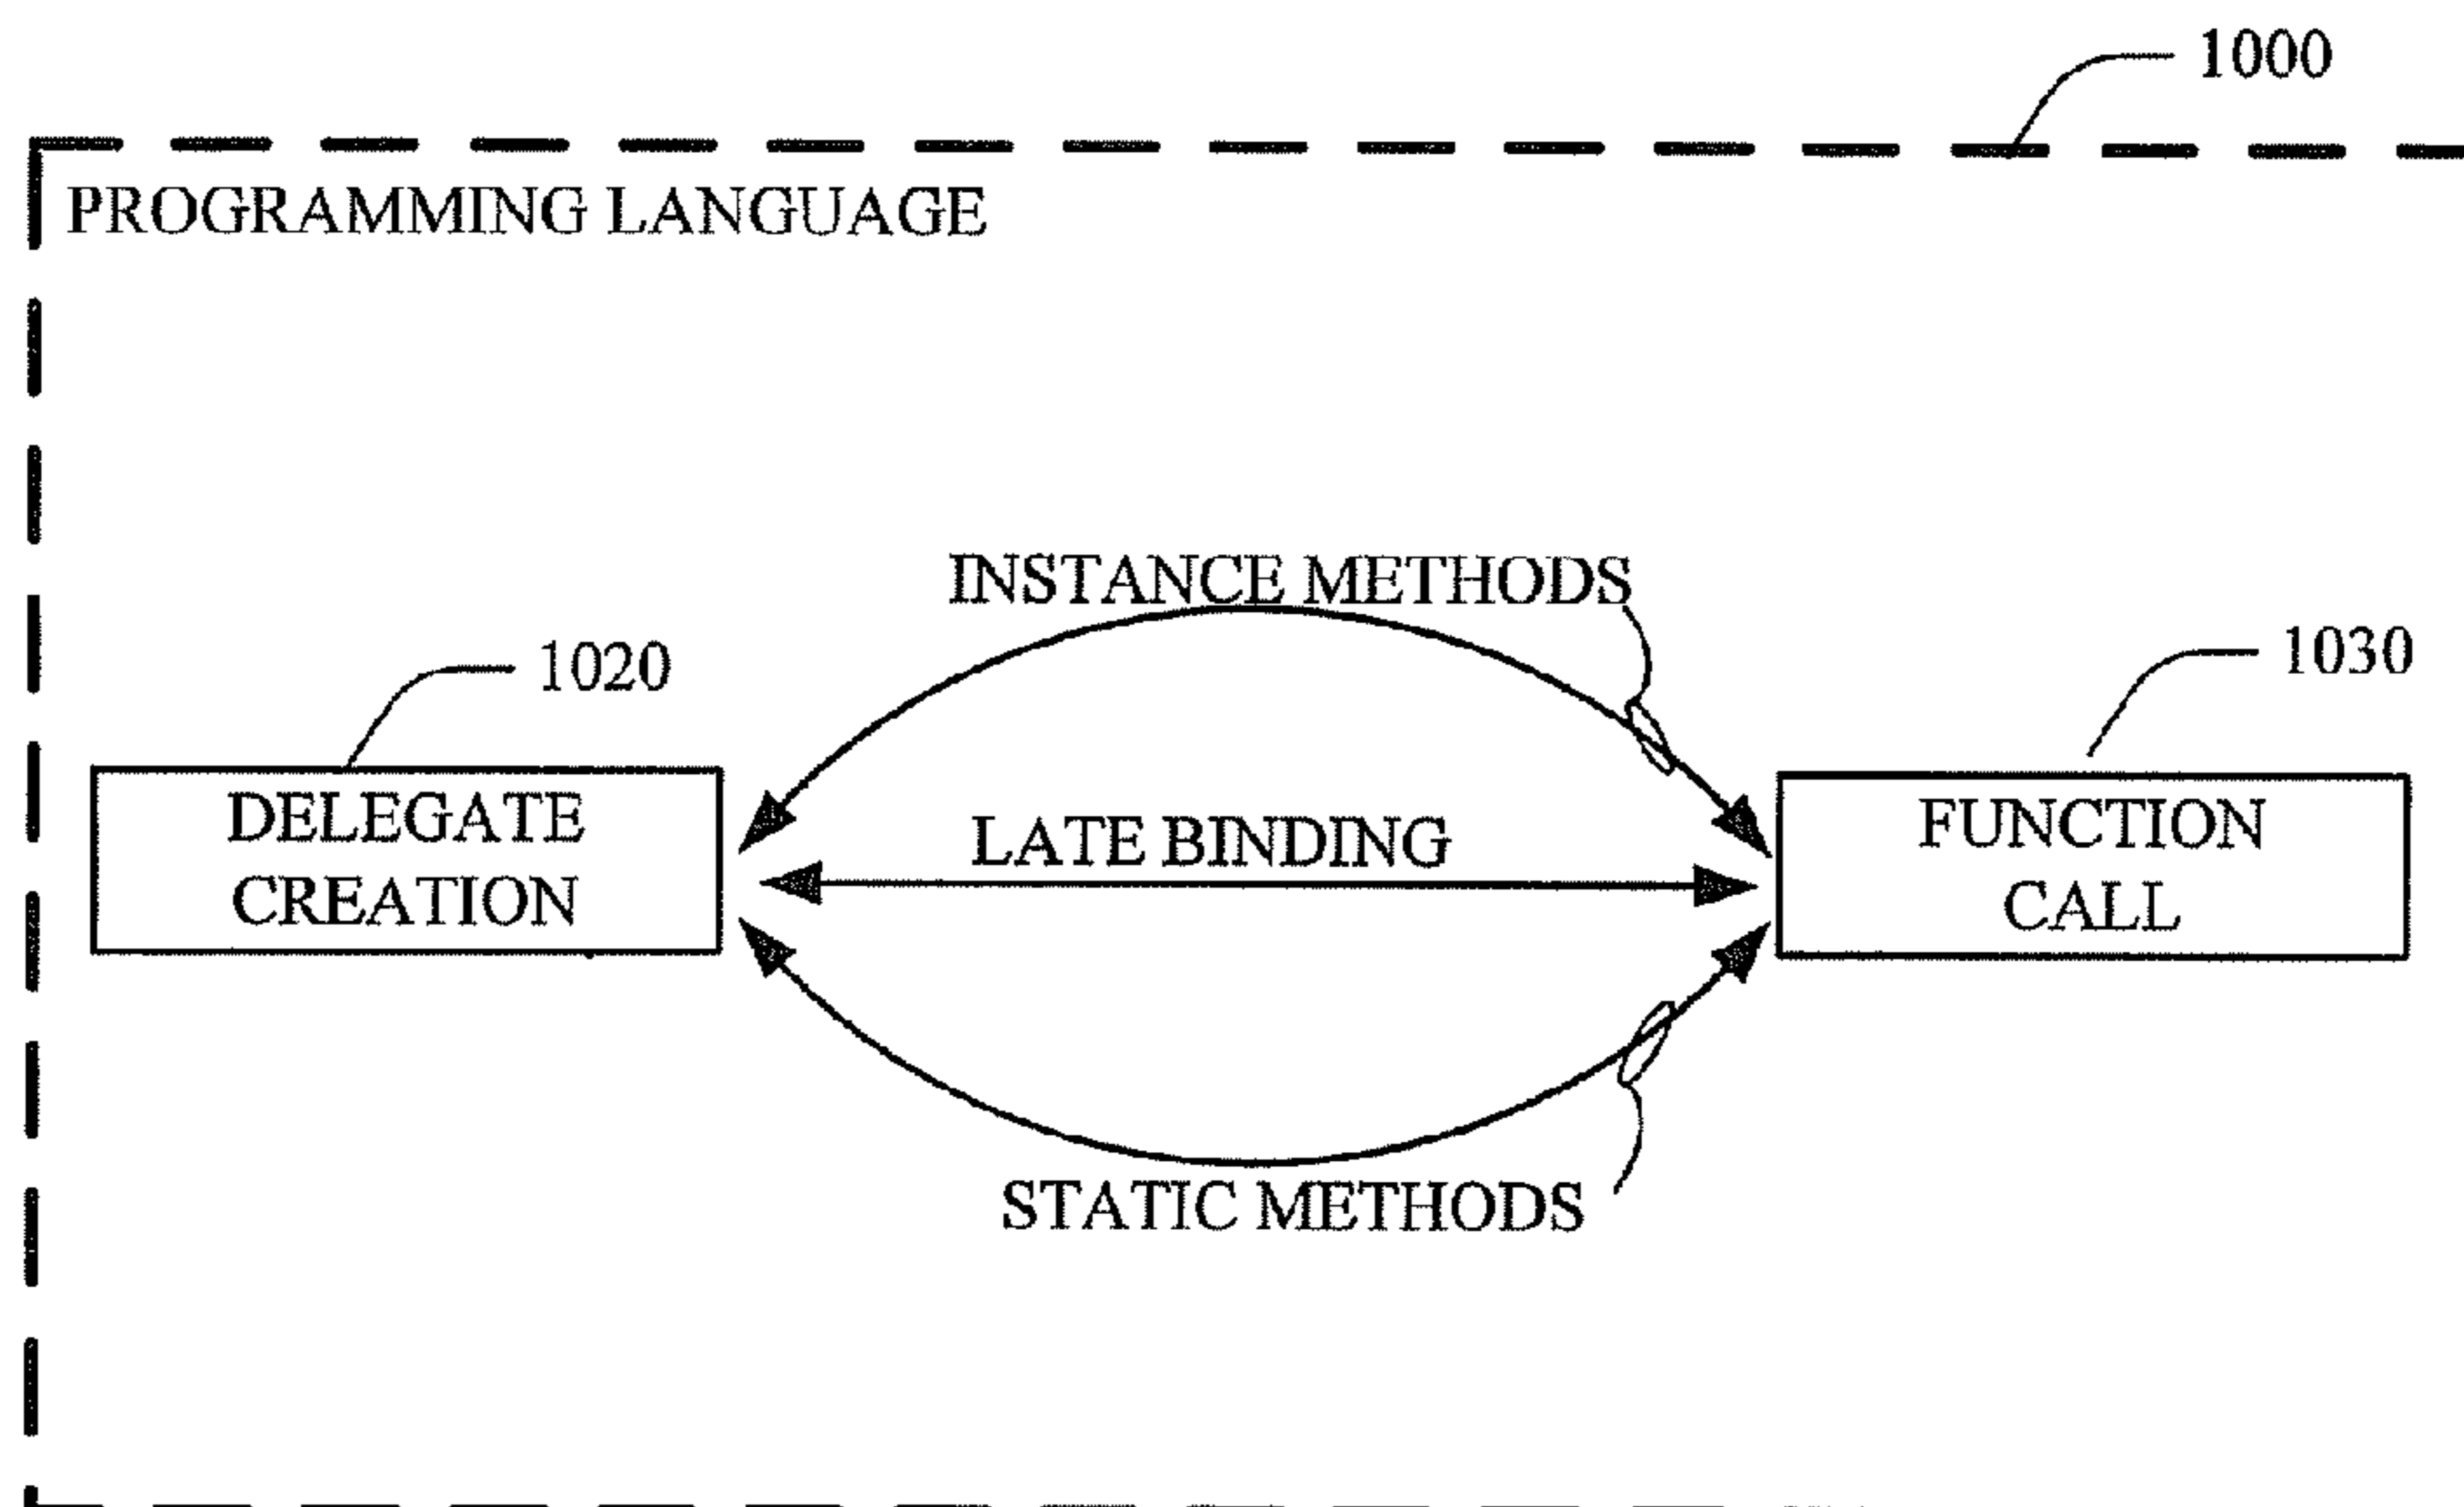 1000
PROGRAMMING LANGUAGE
INSTANCE METHODS
1020
1030
DELEGATE
CREATION
LATE BINDING
FUNCTION
CALL
STATIC METHODS